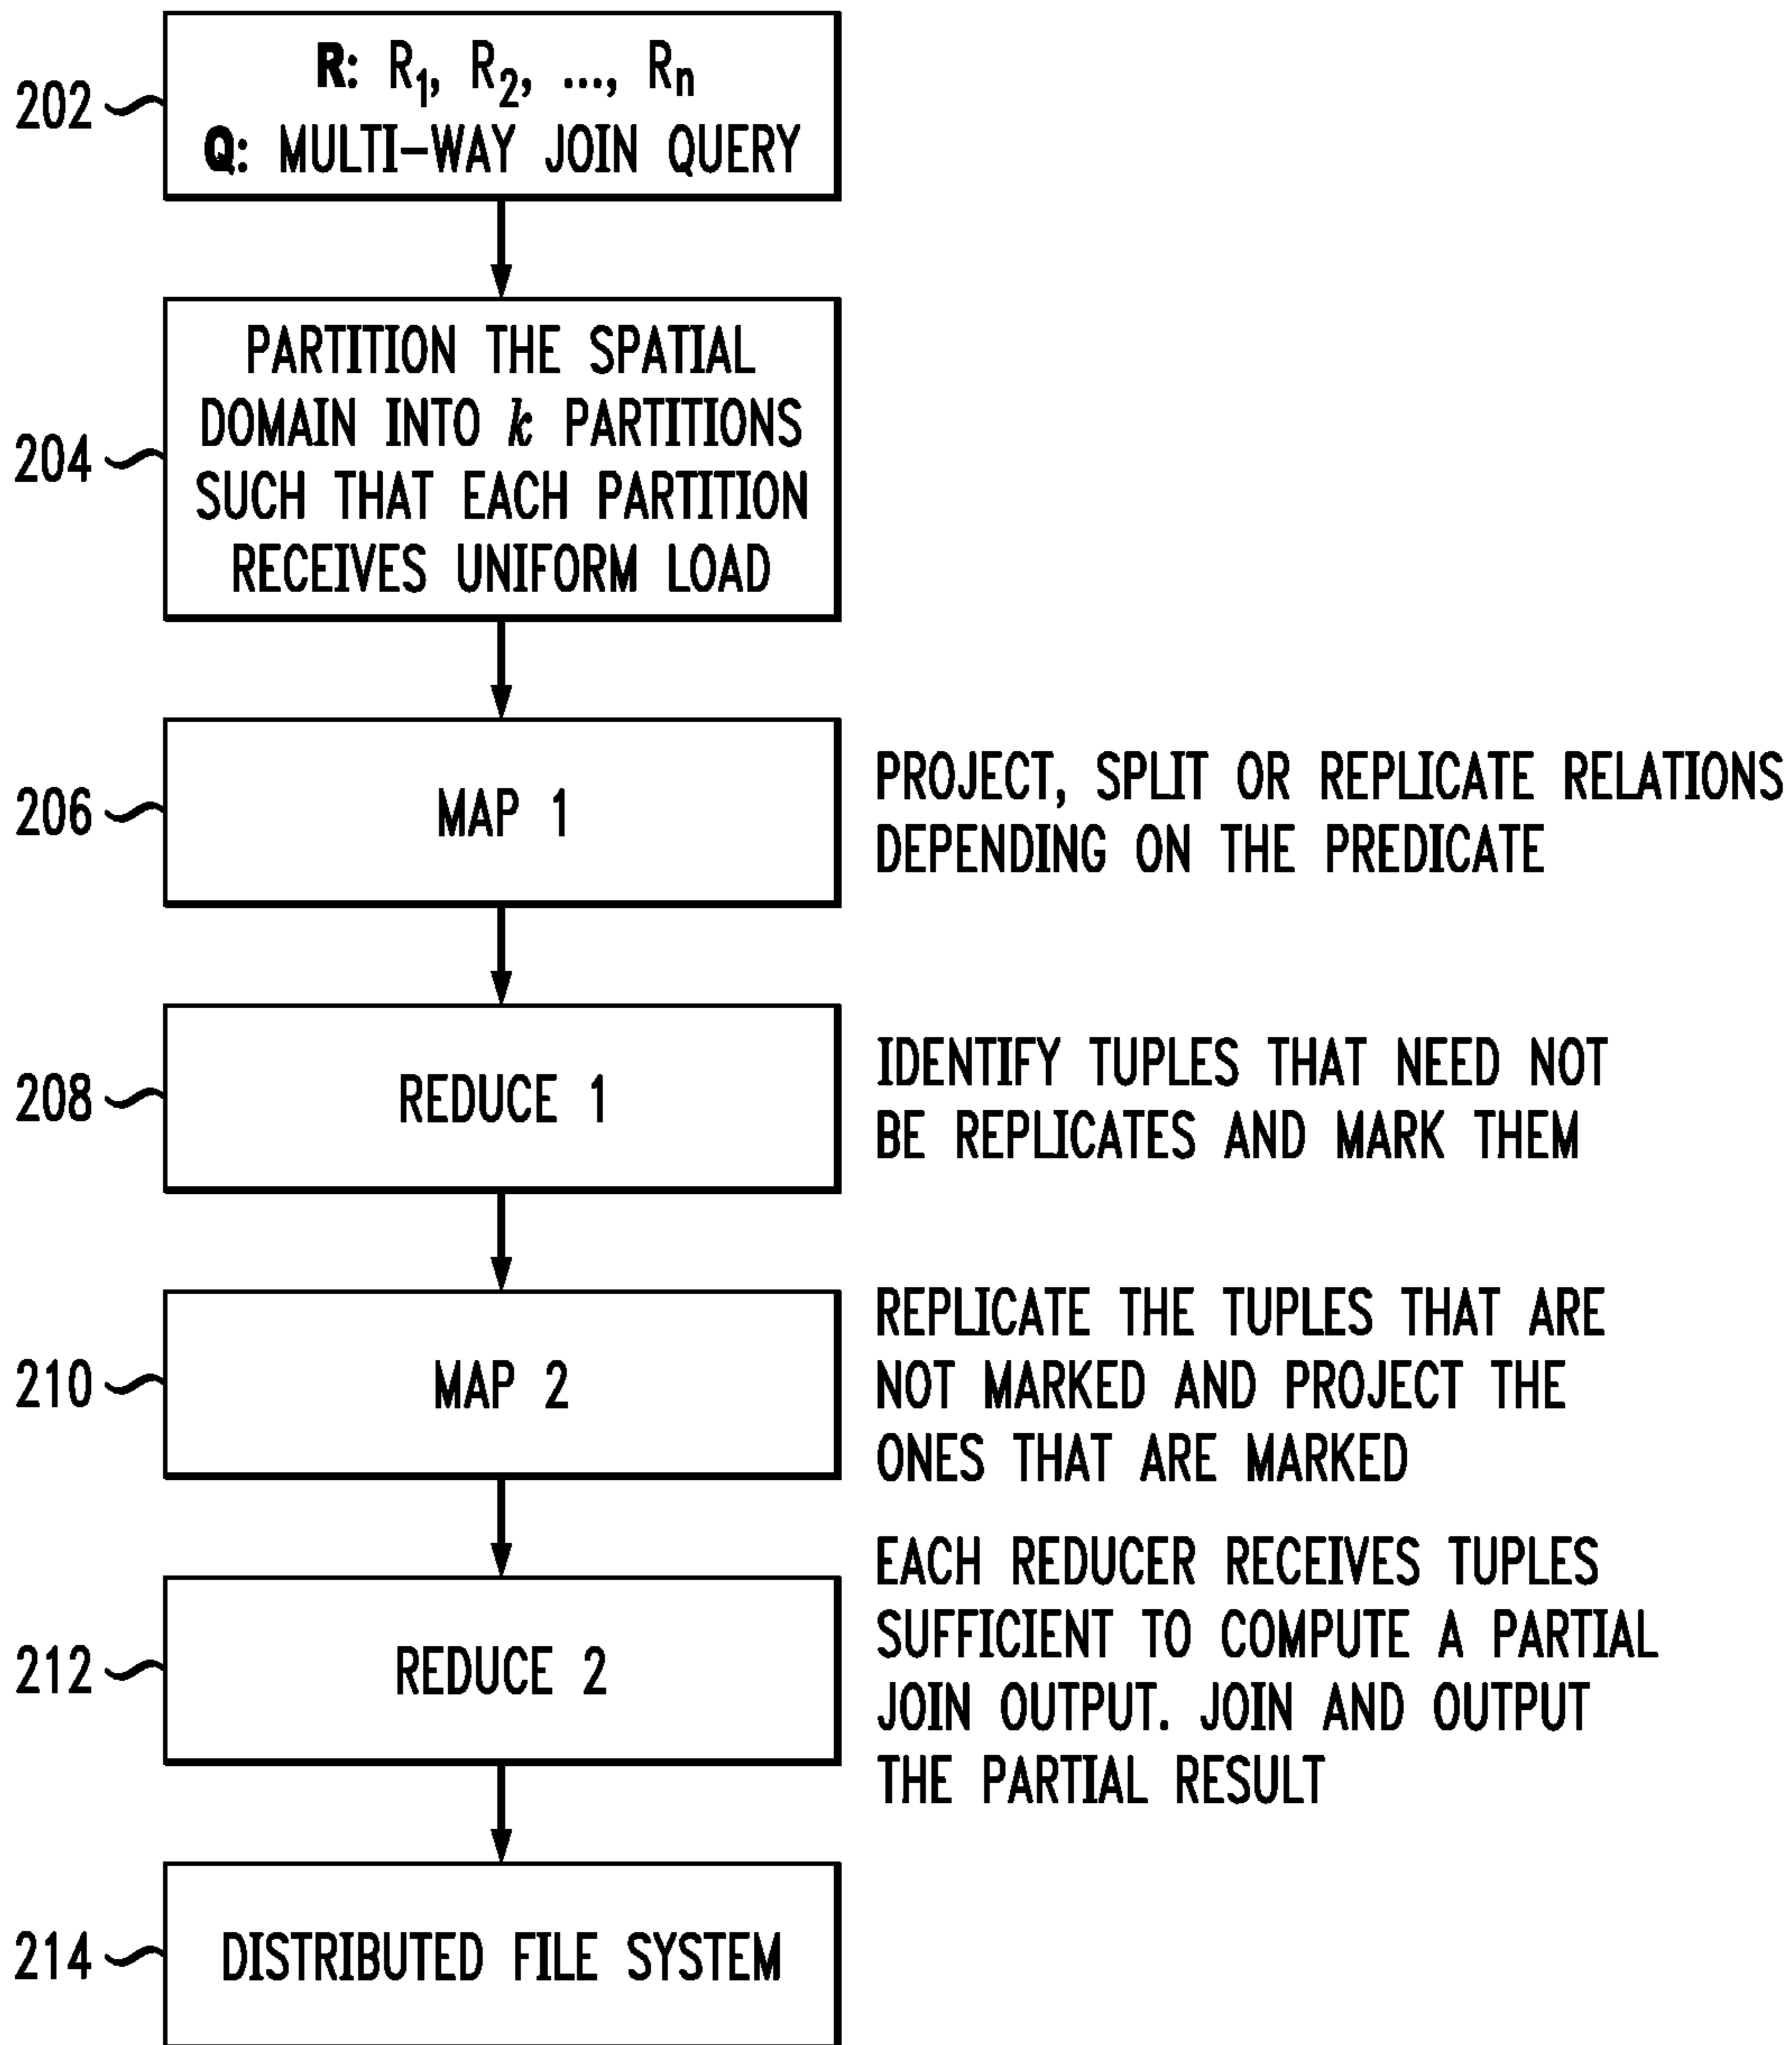 202
R: R1, R2, ..., Rn
Q: MULTI-WAY JOIN QUERY
204
PARTITION THE SPATIAL
DOMAIN INTO k PARTITIONS
SUCH THAT EACH PARTITION
RECEIVES UNIFORM LOAD
206
MAP 1
PROJECT, SPLIT OR REPLICATE RELATIONS
DEPENDING ON THE PREDICATE
208
REDUCE 1
IDENTIFY TUPLES THAT NEED NOT
BE REPLICATES AND MARK THEM
210
MAP 2
REPLICATE THE TUPLES THAT ARE
NOT MARKED AND PROJECT THE
ONES THAT ARE MARKED
212
REDUCE 2
EACH REDUCER RECEIVES TUPLES
SUFFICIENT TO COMPUTE A PARTIAL
JOIN OUTPUT. JOIN AND OUTPUT
THE PARTIAL RESULT
214
DISTRIBUTED FILE SYSTEM